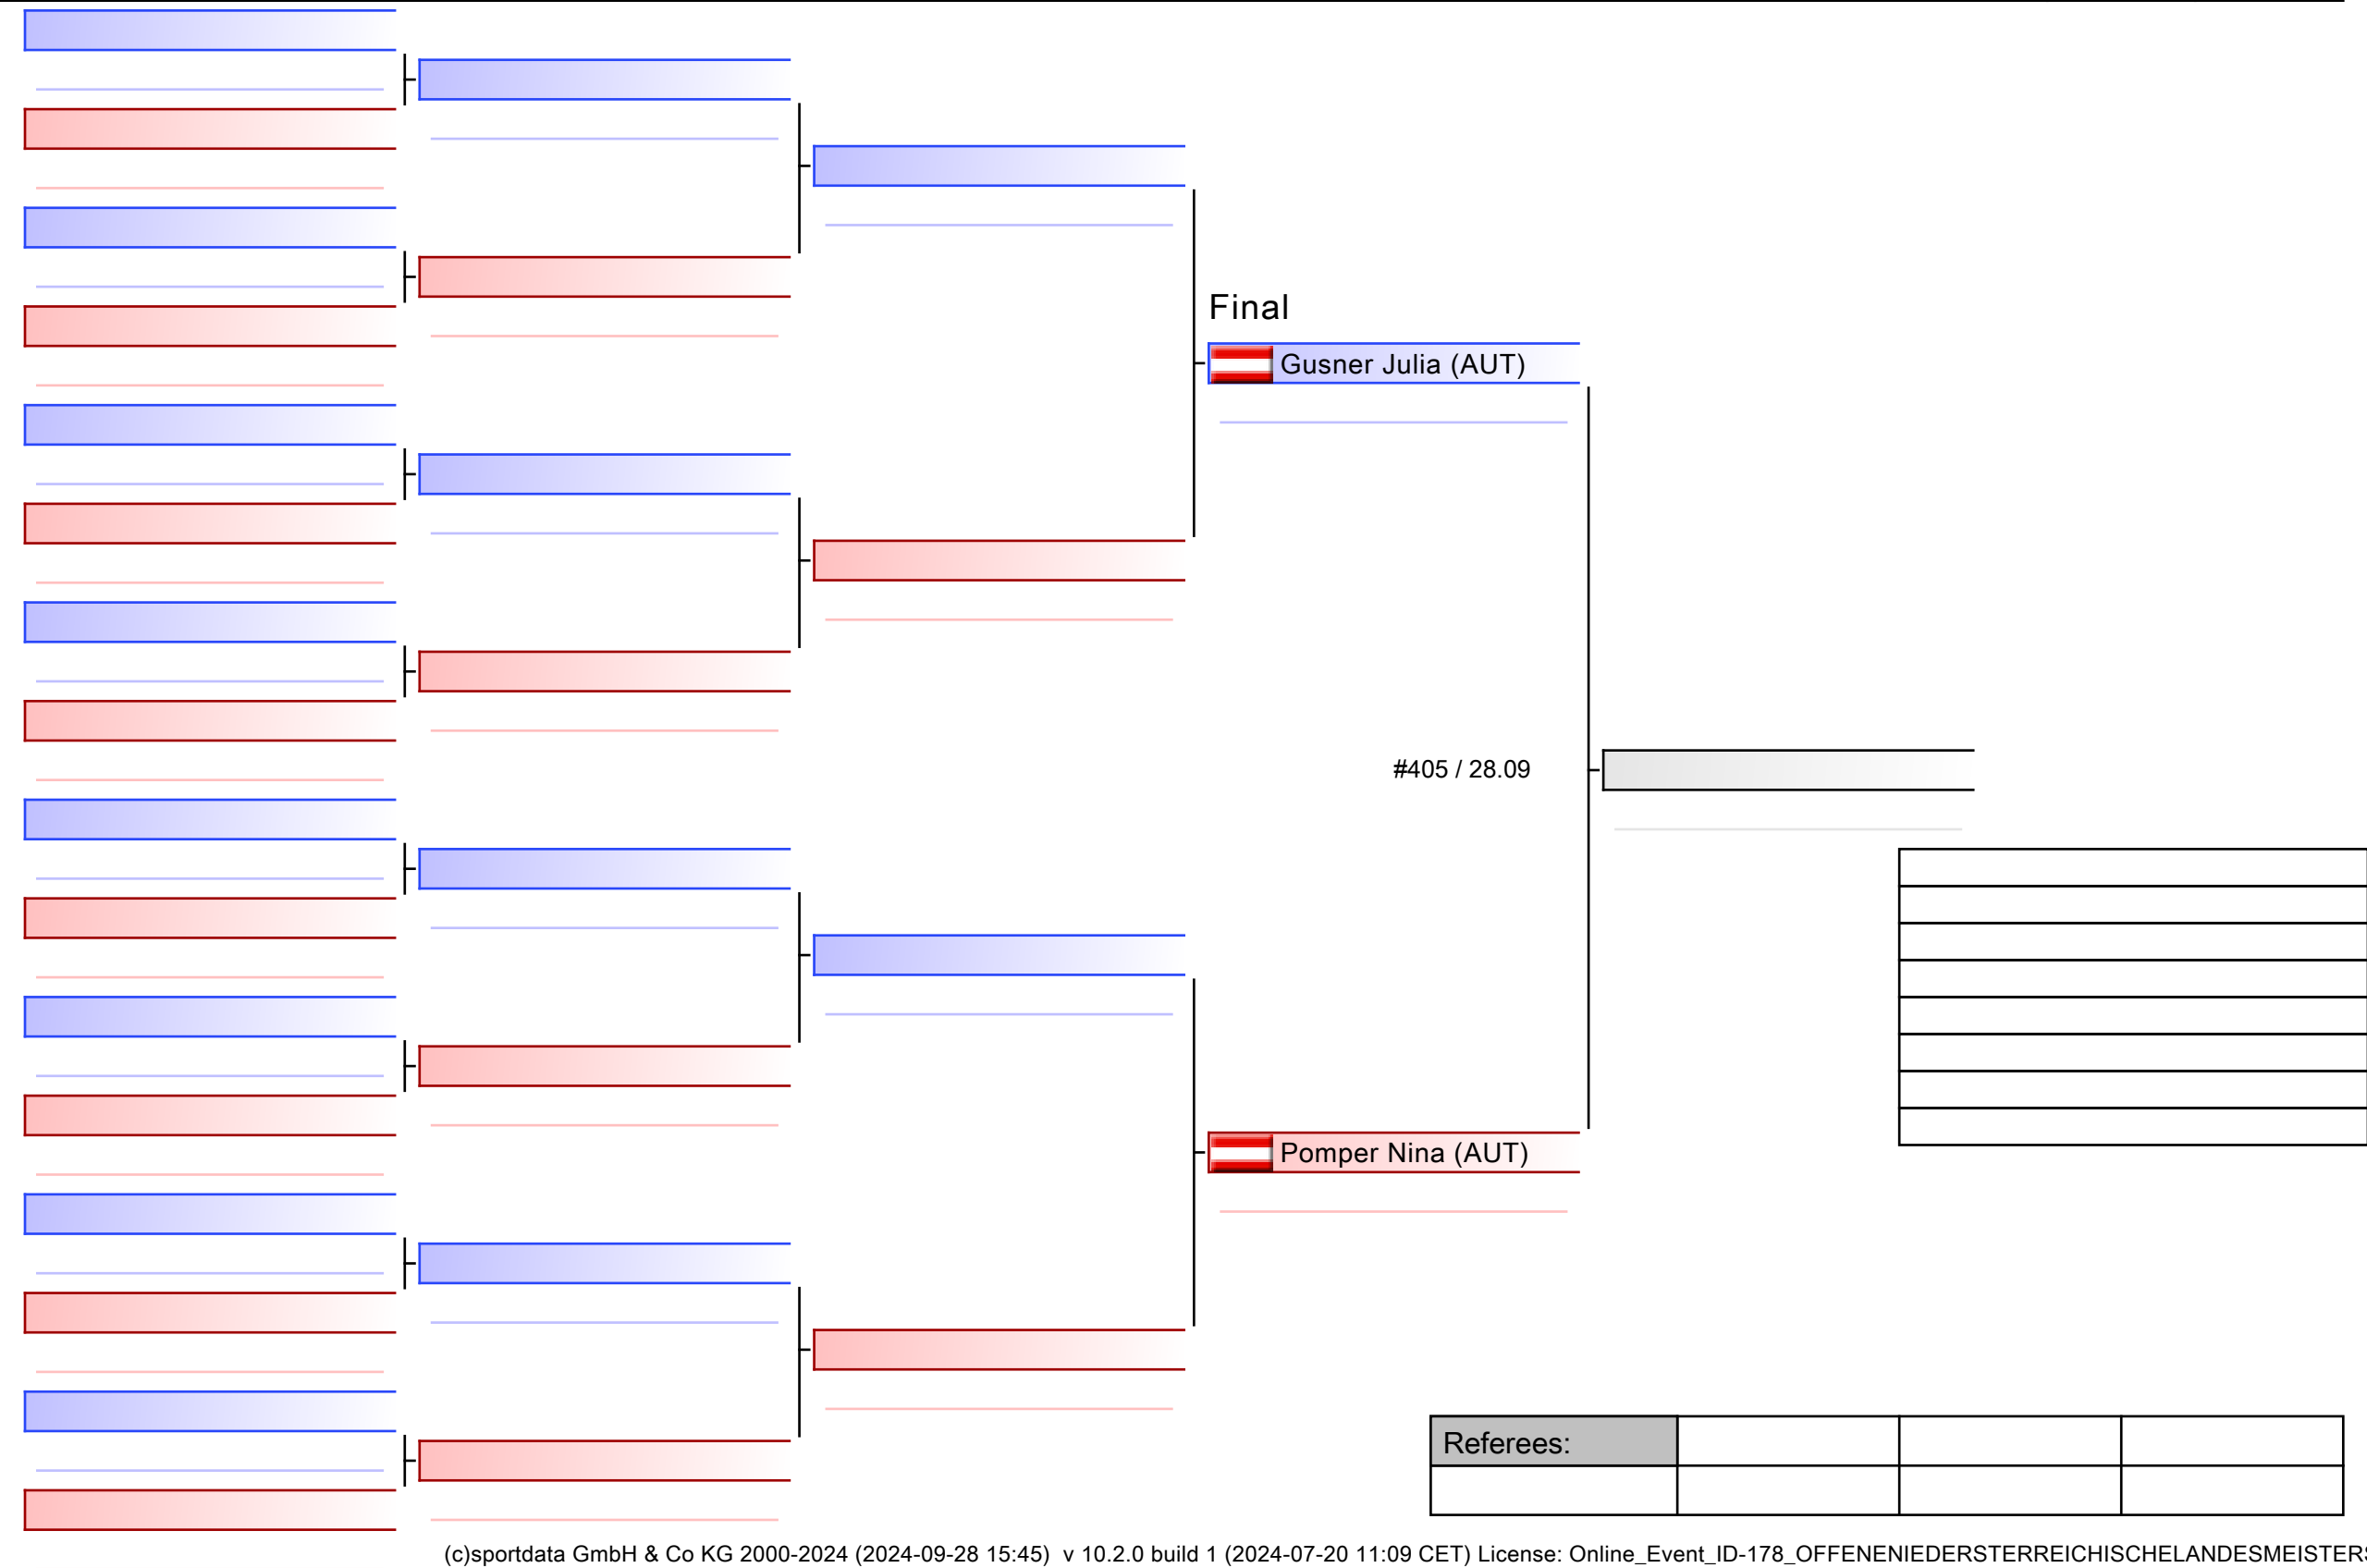 Final
Gusner Julia (AUT)
#405 / 28.09
Pomper Nina (AUT)
Referees:
(c)sportdata GmbH & Co KG 2000-2024 (2024-09-28 15:45) v 10.2.0 build 1 (2024-07-20 11:09 CET) License: Online_Event_ID-178_OFFENENIEDERSTERREICHISCHELANDESMEISTERS